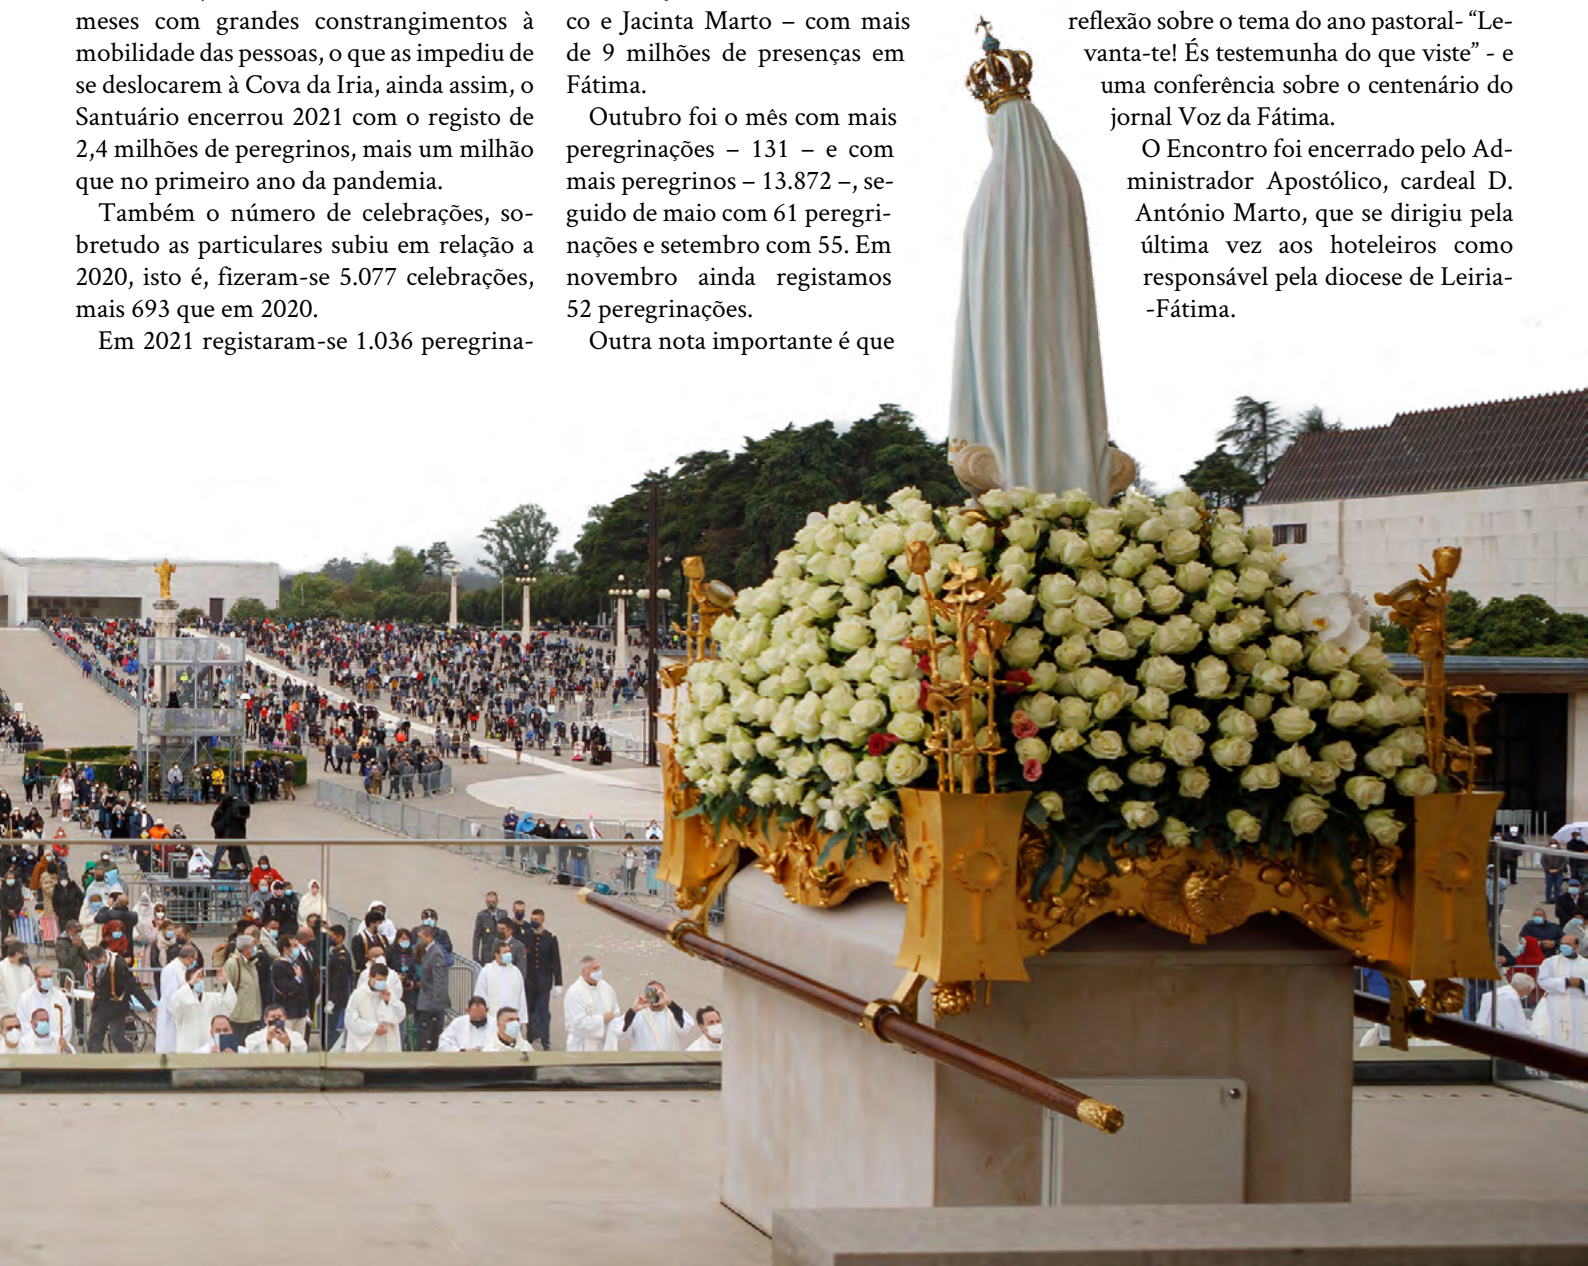 meses com grandes constrangimentos à
mobilidade das pessoas, o que as impediu de
se deslocarem à Cova da Iria, ainda assim, o
Santuário encerrou 2021 com o registo de
2,4 milhões de peregrinos, mais um milhão
que no primeiro ano da pandemia.
Também o número de celebrações, so-
bretudo as particulares subiu em relação a
2020, isto é, fizeram-se 5.077 celebrações,
mais 693 que em 2020.
Em 2021 registaram-se 1.036 peregrina-
co e Jacinta Marto – com mais
de 9 milhões de presenças em
Fátima.
Outubro foi o mês com mais
peregrinações – 131 – e com
mais peregrinos – 13.872 –, se-
guido de maio com 61 peregri-
nações e setembro com 55. Em
novembro ainda registamos
52 peregrinações.
Outra nota importante é que
reflexão sobre o tema do ano pastoral- “Le-
vanta-te! És testemunha do que viste” - e
uma conferência sobre o centenário do
jornal Voz da Fátima.
O Encontro foi encerrado pelo Ad-
ministrador Apostólico, cardeal D.
António Marto, que se dirigiu pela
última vez aos hoteleiros como
responsável pela diocese de Leiria-
-Fátima.